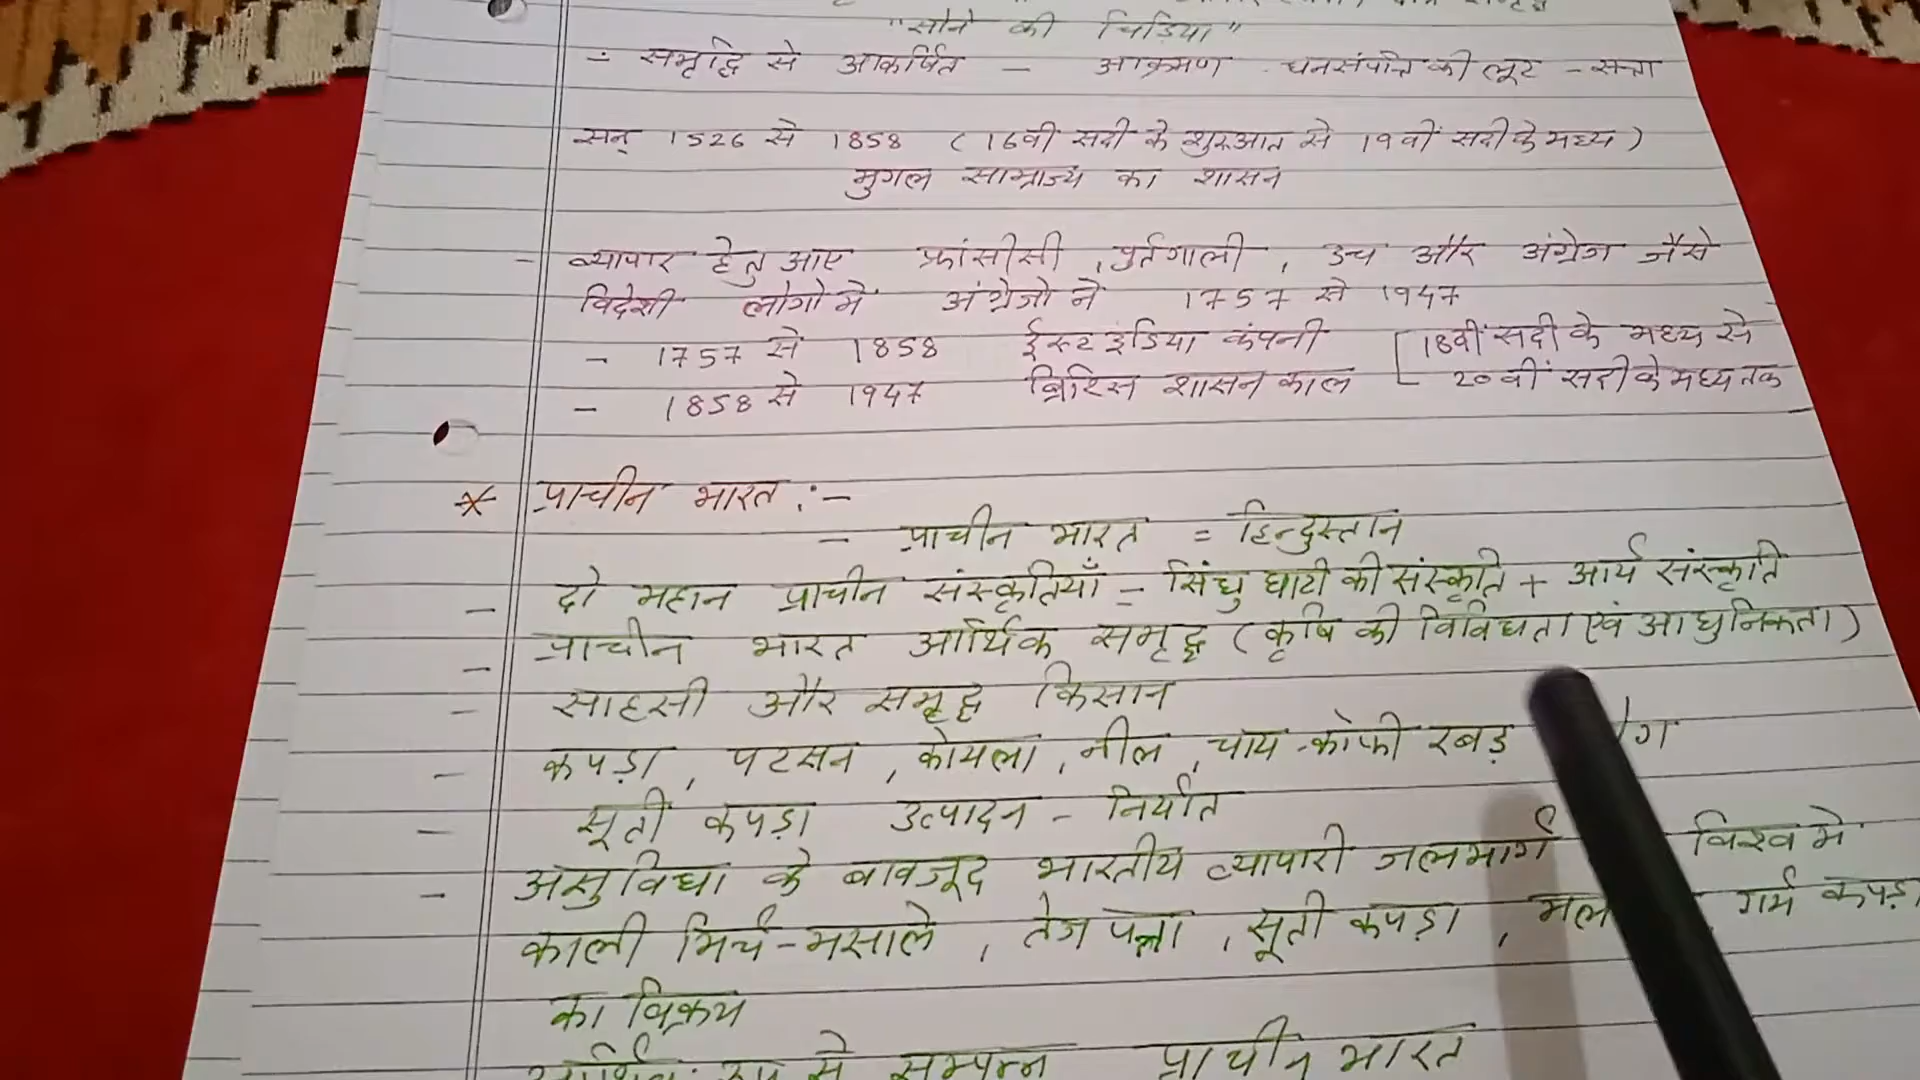 "सोने की चिड़िया"
- समृद्धि से आकर्षित - आक्रमण - धनसंपत्ति की लूट - सत्ता
सन् 1526 से 1858 (16वी सदी के शुरुआत से 19वीं सदी के मध्य)
मुगल साम्राज्य का शासन
- व्यापार हेतु आए फ्रांसीसी, पुर्तगाली, डच और अंग्रेज जैसे
विदेशी लोगो में अंग्रेजो ने 1757 से 1947
- 1757 से 1858 ईस्ट इंडिया कंपनी [18वीं सदी के मध्य से
- 1858 से 1947 ब्रिटिस शासन काल 20वीं सदी के मध्य तक
* प्राचीन भारत :-
- प्राचीन भारत = हिन्दुस्तान
- दो महान प्राचीन संस्कृतियाँ - सिंधु घाटी की संस्कृति + आर्य संस्कृति
- प्राचीन भारत आर्थिक समृद्ध (कृषि की विविधता एवं आधुनिकता)
- साहसी और समृद्ध किसान
- कपड़ा, पटसन, कोयला, नील, चाय-कॉफी रबड़
- सूती कपड़ा उत्पादन - निर्यात
- असुविधा के बावजूद भारतीय व्यापारी जलमार्ग विश्व मे
काली मिर्च-मसाले, तेज पत्ता, सूती कपड़ा, गर्म कपड़ा
का विक्रय
से सम्पन्न प्राचीन भारत